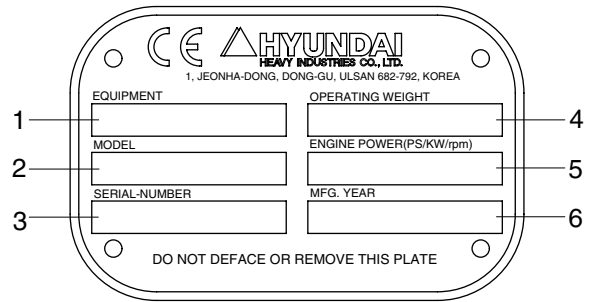 CE HYUNDAI
HEAVY INDUSTRIES CO., LTD.
1, JEONHA-DONG, DONG-GU, ULSAN 682-792, KOREA
EQUIPMENT OPERATING WEIGHT
1 4
MODEL ENGINE POWER(PS/KW/rpm)
2 5
SERIAL-NUMBER MFG. YEAR
3 6
DO NOT DEFACE OR REMOVE THIS PLATE